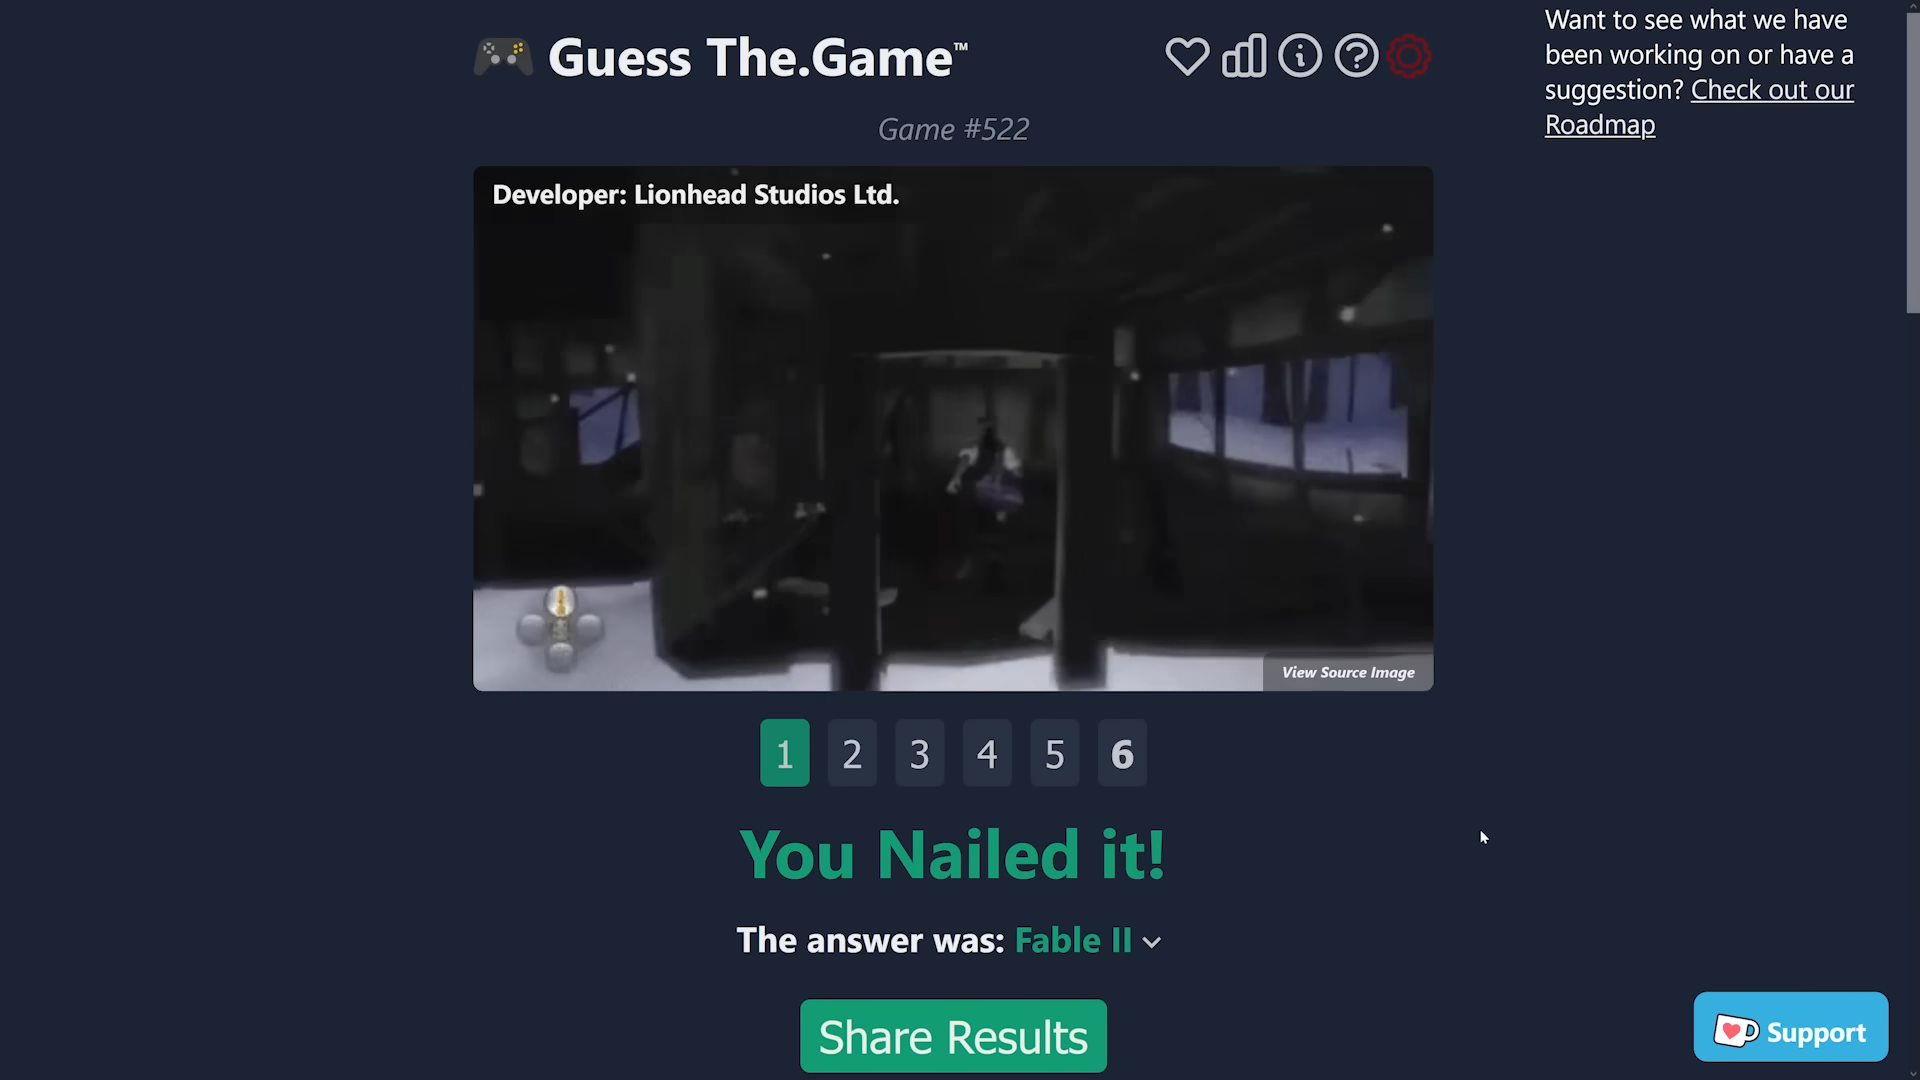 Guess The.Game™
Want to see what we have
been working on or have a
suggestion? Check out our
Roadmap
Game #522
Developer: Lionhead Studios Ltd.
View Source Image
1 2 3 4 5 6
You Nailed it!
The answer was: Fable II
Share Results
Support